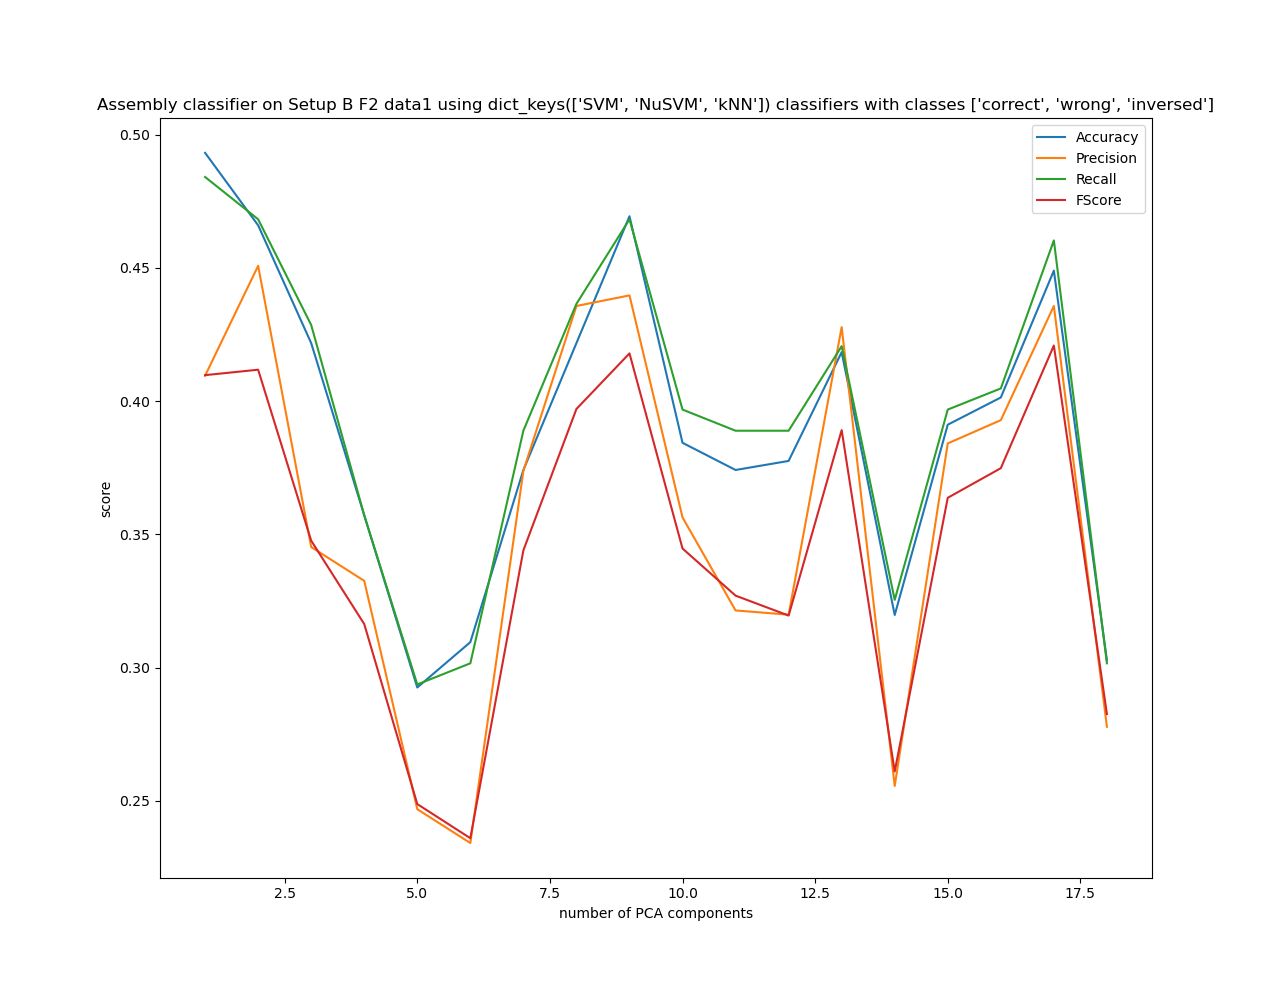 Assembly classifier on Setup B F2 data1 using dict_keys(['SVM', 'NuSVM', 'kNN']) classifiers with classes ['correct', 'wrong', 'inversed']
Accuracy
Precision
Recall
FScore
0.50
0.45
0.40
0.35
0.30
0.25
score
2.5 5.0 7.5 10.0 12.5 15.0 17.5
number of PCA components